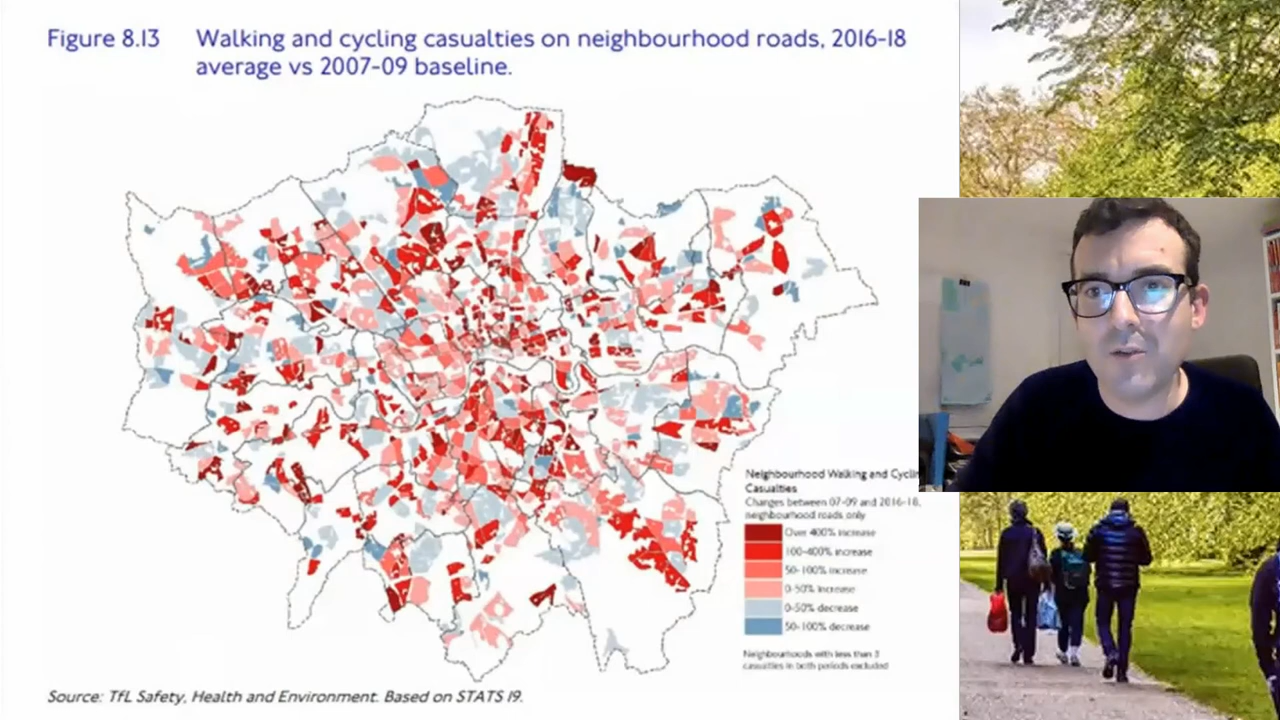 Figure 8.13 Walking and cycling casualties on neighbourhood roads, 2016-18
average vs 2007-09 baseline.
Neighbourhood Walking and Cyclin
Casualties
Changes between 07-09 and 2016-18,
neighbourhood roads only
Over 400% increase
100-400% increase
50-100% increase
0-50% increase
0-50% decrease
50-100% decrease
Neighbourhoods with less than 3
casualties in both periods excluded
Source: TfL Safety, Health and Environment. Based on STATS 19.